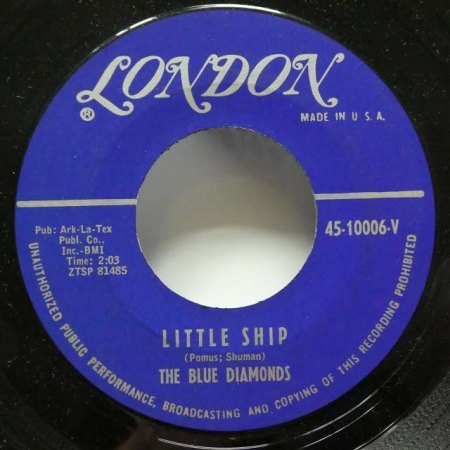 LONDON
®
MADE IN U S A.
Pub: Ark-La-Tex
Publ. Co.,
Inc.-BMI
Time: 2:03
ZTSP 81485
45-10006-V
LITTLE SHIP
(Pomus; Shuman)
THE BLUE DIAMONDS
UNAUTHORIZED PUBLIC PERFORMANCE, BROADCASTING AND COPYING OF THIS RECORDING PROHIBITED